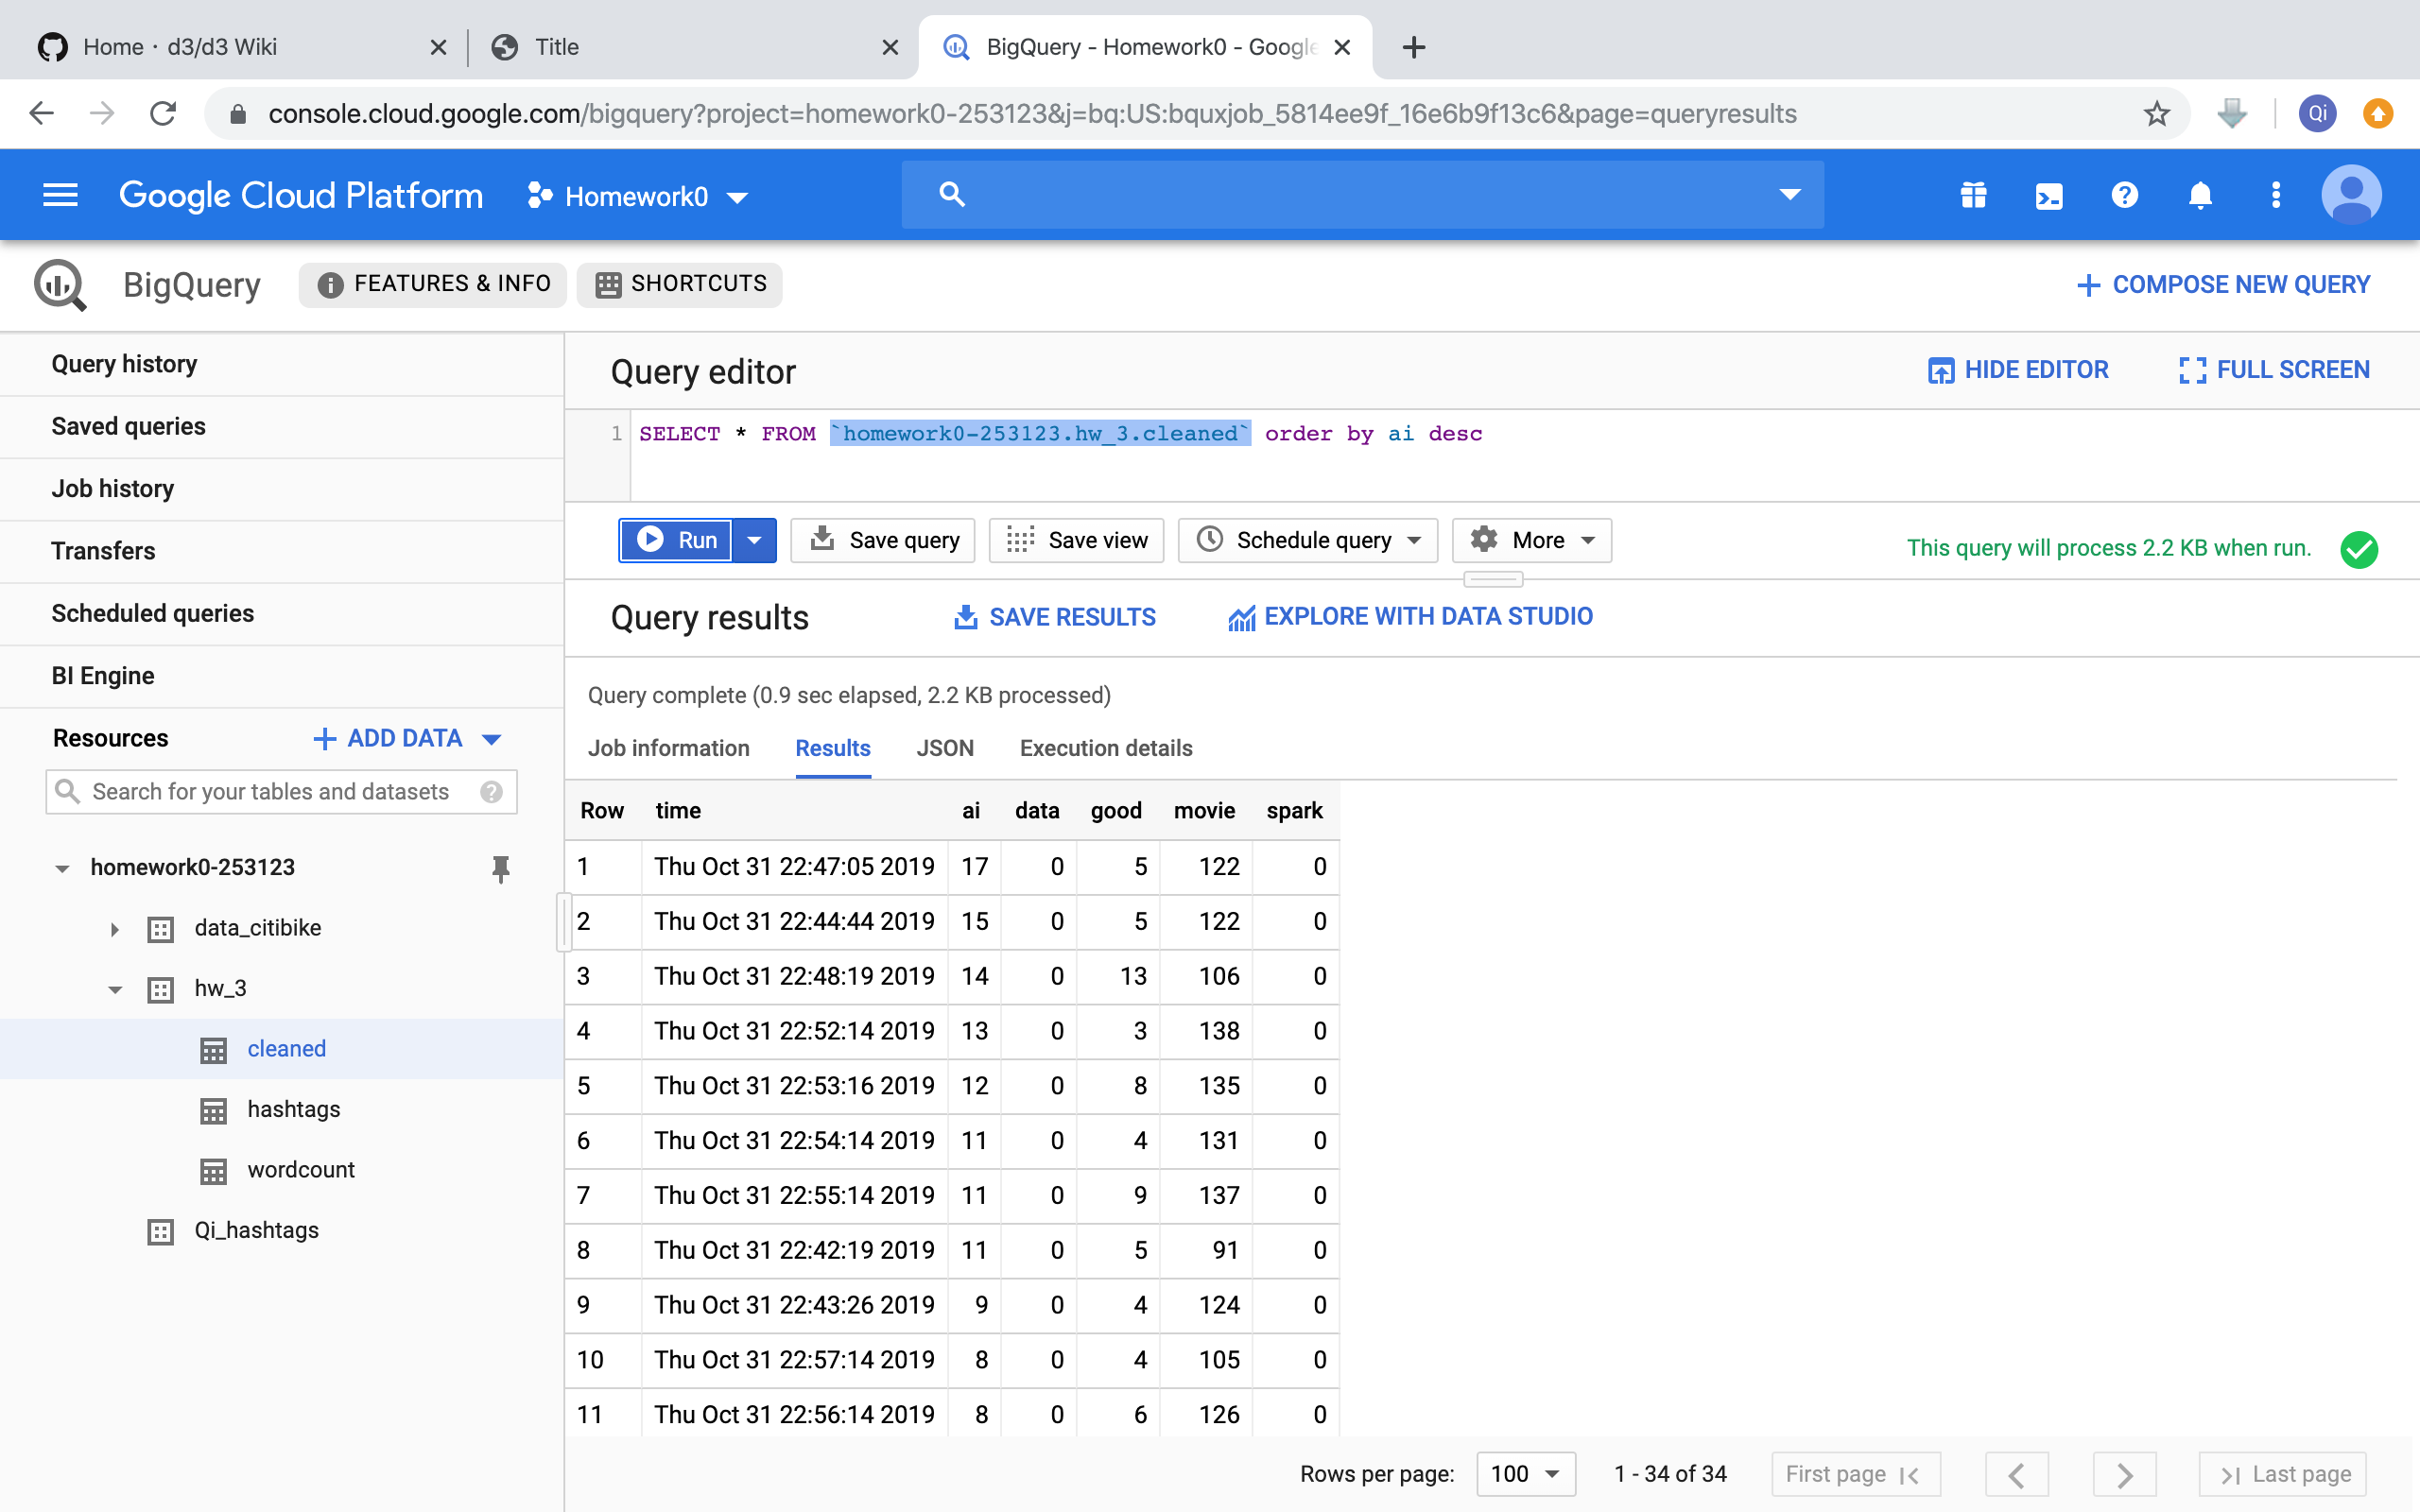 Home · d3/d3 Wiki
Title
BigQuery - Homework0 - Google
console.cloud.google.com/bigquery?project=homework0-253123&j=bq:US:bquxjob_5814ee9f_16e6b9f13c6&page=queryresults
Qi
Google Cloud Platform
Homework0
BigQuery
FEATURES & INFO
SHORTCUTS
COMPOSE NEW QUERY
Query history
Saved queries
Job history
Transfers
Scheduled queries
BI Engine
Resources
ADD DATA
Search for your tables and datasets
homework0-253123
data_citibike
hw_3
cleaned
hashtags
wordcount
Qi_hashtags
Query editor
HIDE EDITOR
FULL SCREEN
1 SELECT * FROM `homework0-253123.hw_3.cleaned` order by ai desc
Run
Save query
Save view
Schedule query
More
This query will process 2.2 KB when run.
Query results
SAVE RESULTS
EXPLORE WITH DATA STUDIO
Query complete (0.9 sec elapsed, 2.2 KB processed)
Job information Results JSON Execution details
Row time ai data good movie spark
1 Thu Oct 31 22:47:05 2019 17 0 5 122 0
2 Thu Oct 31 22:44:44 2019 15 0 5 122 0
3 Thu Oct 31 22:48:19 2019 14 0 13 106 0
4 Thu Oct 31 22:52:14 2019 13 0 3 138 0
5 Thu Oct 31 22:53:16 2019 12 0 8 135 0
6 Thu Oct 31 22:54:14 2019 11 0 4 131 0
7 Thu Oct 31 22:55:14 2019 11 0 9 137 0
8 Thu Oct 31 22:42:19 2019 11 0 5 91 0
9 Thu Oct 31 22:43:26 2019 9 0 4 124 0
10 Thu Oct 31 22:57:14 2019 8 0 4 105 0
11 Thu Oct 31 22:56:14 2019 8 0 6 126 0
Rows per page: 100 1 - 34 of 34 First page Last page